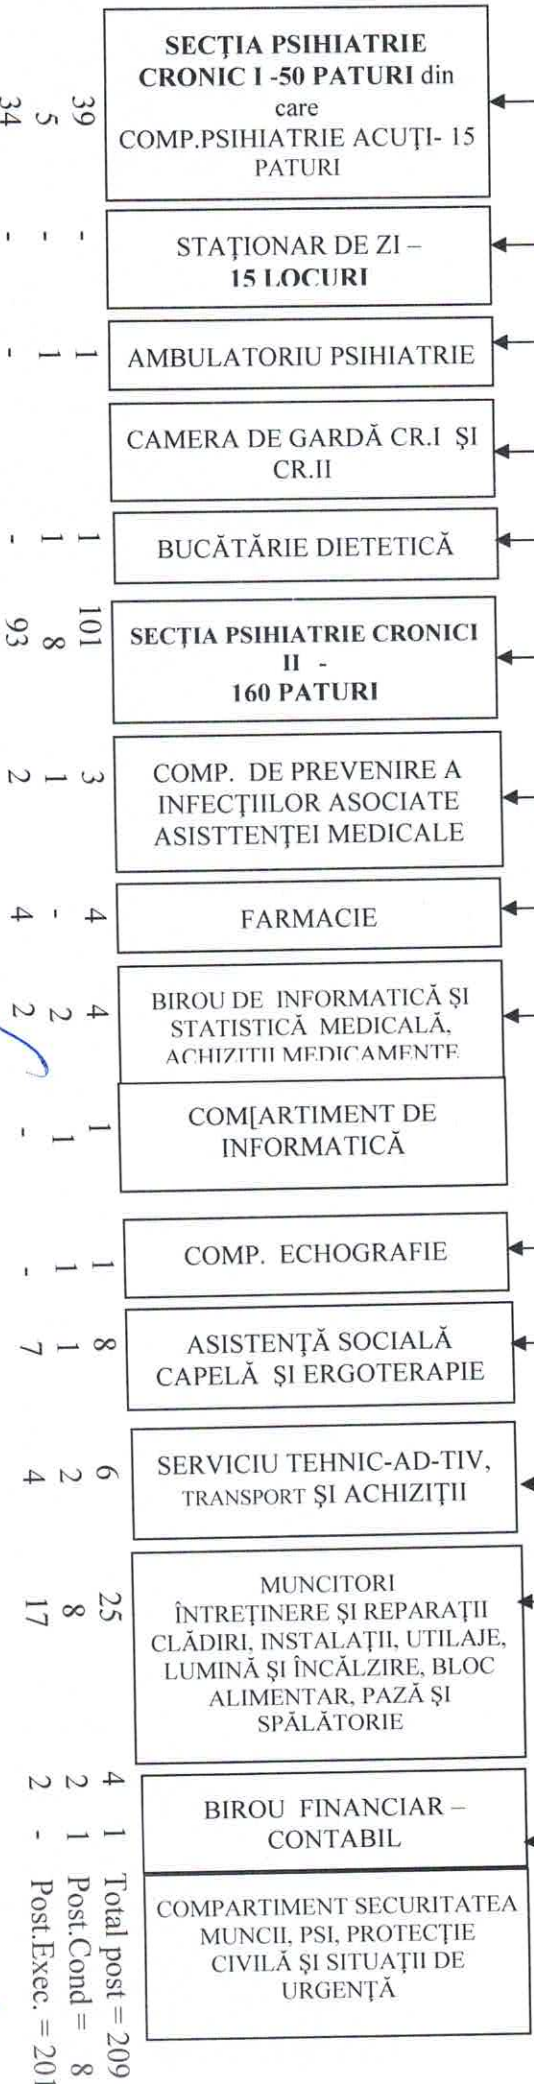 SECȚIA PSIHIATRIE
CRONIC I -50 PATURI din
care
COMP.PSIHIATRIE ACUȚI- 15
PATURI
39
5
34
STAȚIONAR DE ZI –
15 LOCURI
-
-
-
AMBULATORIU PSIHIATRIE
1
1
-
CAMERA DE GARDĂ CR.I ȘI
CR.II
BUCĂTĂRIE DIETETICĂ
1
1
-
SECȚIA PSIHIATRIE CRONICI
II -
160 PATURI
101
8
93
COMP. DE PREVENIRE A
INFECȚIILOR ASOCIATE
ASISTTENȚEI MEDICALE
3
1
2
FARMACIE
4
-
4
BIROU DE INFORMATICĂ ȘI
STATISTICĂ MEDICALĂ,
ACHIZIȚII MEDICAMENTE
4
2
2
COM[ARTIMENT DE
INFORMATICĂ
1
1
-
COMP. ECHOGRAFIE
1
1
-
ASISTENȚĂ SOCIALĂ
CAPELĂ ȘI ERGOTERAPIE
8
1
7
SERVICIU TEHNIC-AD-TIV,
TRANSPORT ȘI ACHIZIȚII
6
2
4
MUNCITORI
ÎNTREȚINERE ȘI REPARAȚII
CLĂDIRI, INSTALAȚII, UTILAJE,
LUMINĂ ȘI ÎNCĂLZIRE, BLOC
ALIMENTAR, PAZĂ ȘI
SPĂLĂTORIE
25
8
17
BIROU FINANCIAR –
CONTABIL
4
2
2
COMPARTIMENT SECURITATEA
MUNCII, PSI, PROTECȚIE
CIVILĂ ȘI SITUAȚII DE
URGENȚĂ
1 Total post = 209
1 Post.Cond = 8
- Post.Exec. = 201